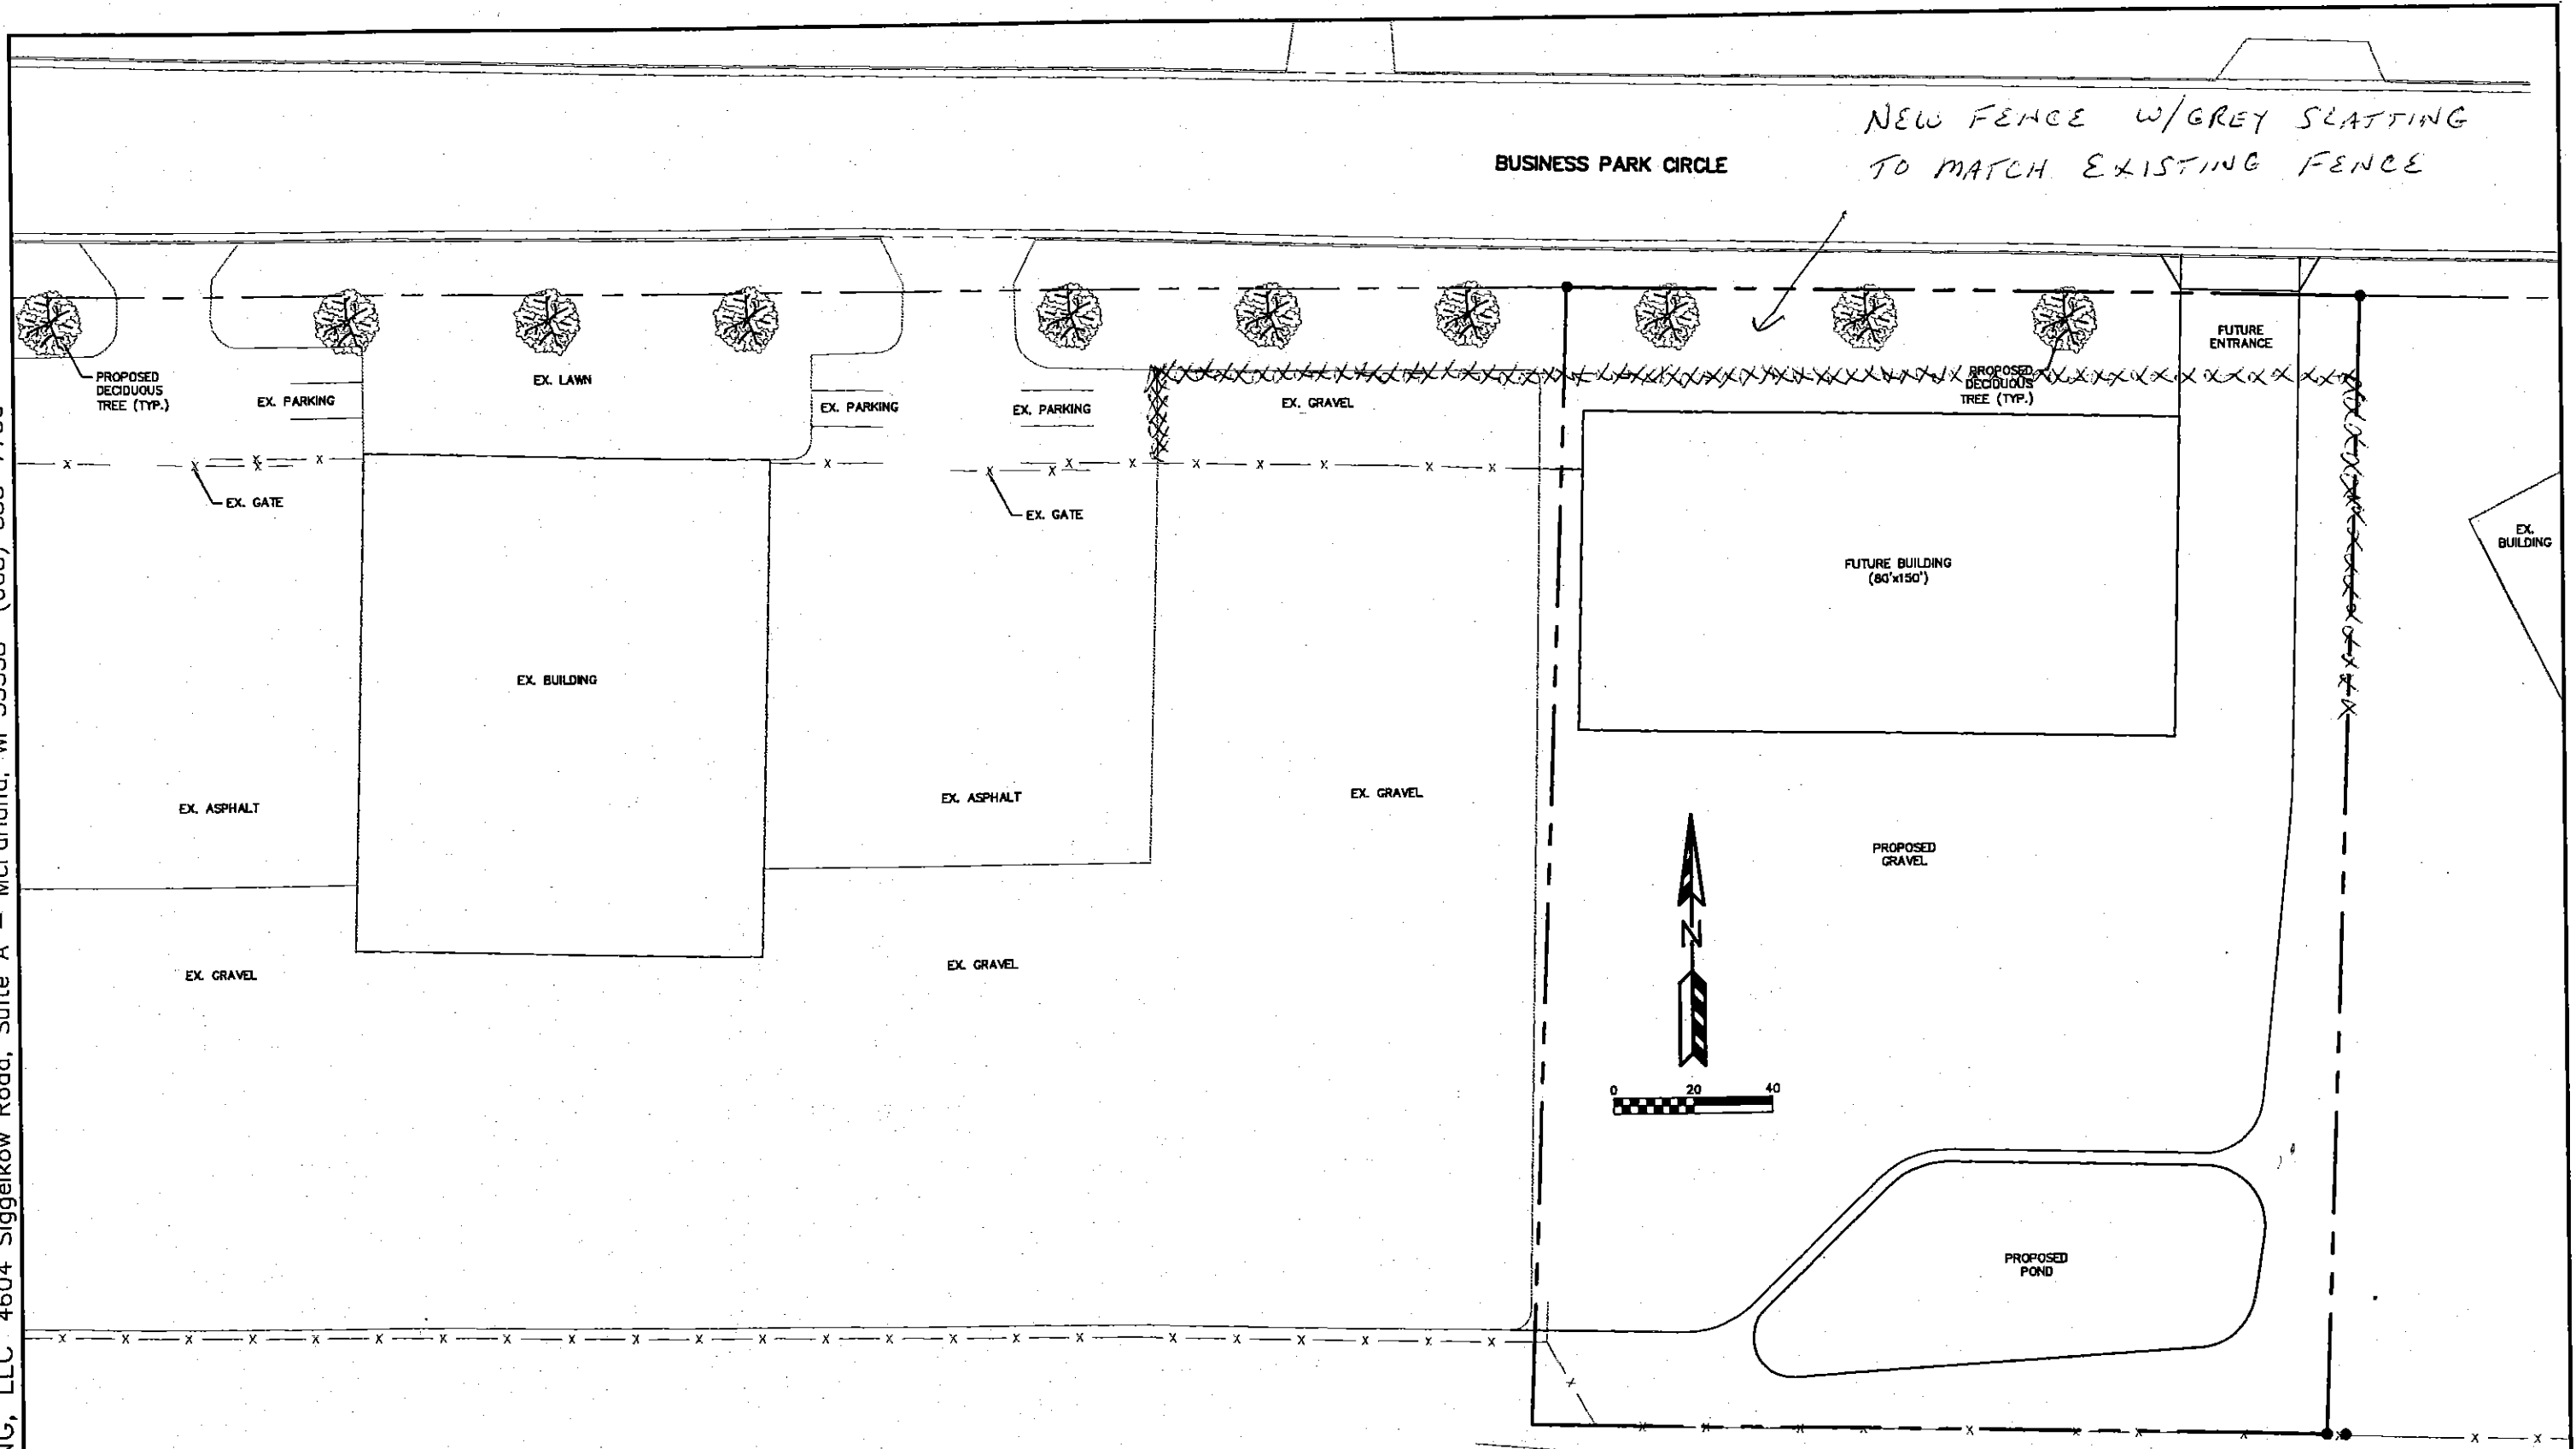 NEW FENCE W/GREY SLATTING
TO MATCH EXISTING FENCE
BUSINESS PARK CIRCLE
FUTURE
ENTRANCE
PROPOSED
DECIDUOUS
TREE (TYP.)
EX. PARKING
EX. LAWN
EX. PARKING
EX. PARKING
EX. GRAVEL
PROPOSED
DECIDUOUS
TREE (TYP.)
EX. GATE
EX. GATE
EX.
BUILDING
FUTURE BUILDING
(80'x150')
EX. BUILDING
EX. ASPHALT
EX. ASPHALT
EX. GRAVEL
PROPOSED
GRAVEL
EX. GRAVEL
EX. GRAVEL
N
0 20 40
PROPOSED
POND
LLC 4604 Siggelkow Road, Suite A - McFarland, WI